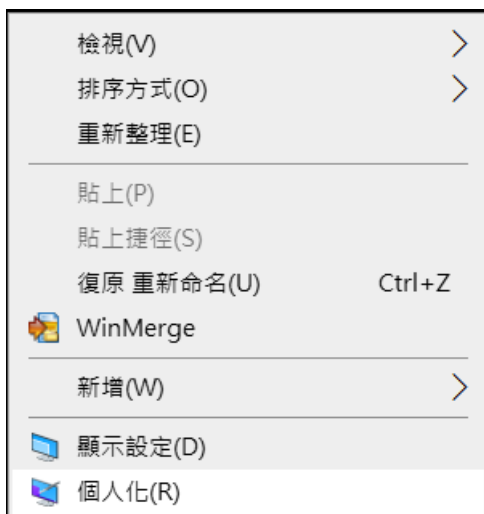 檢視(V)
排序方式(O)
重新整理(E)
貼上(P)
貼上捷徑(S)
復原 重新命名(U) Ctrl+Z
WinMerge
新增(W)
顯示設定(D)
個人化(R)